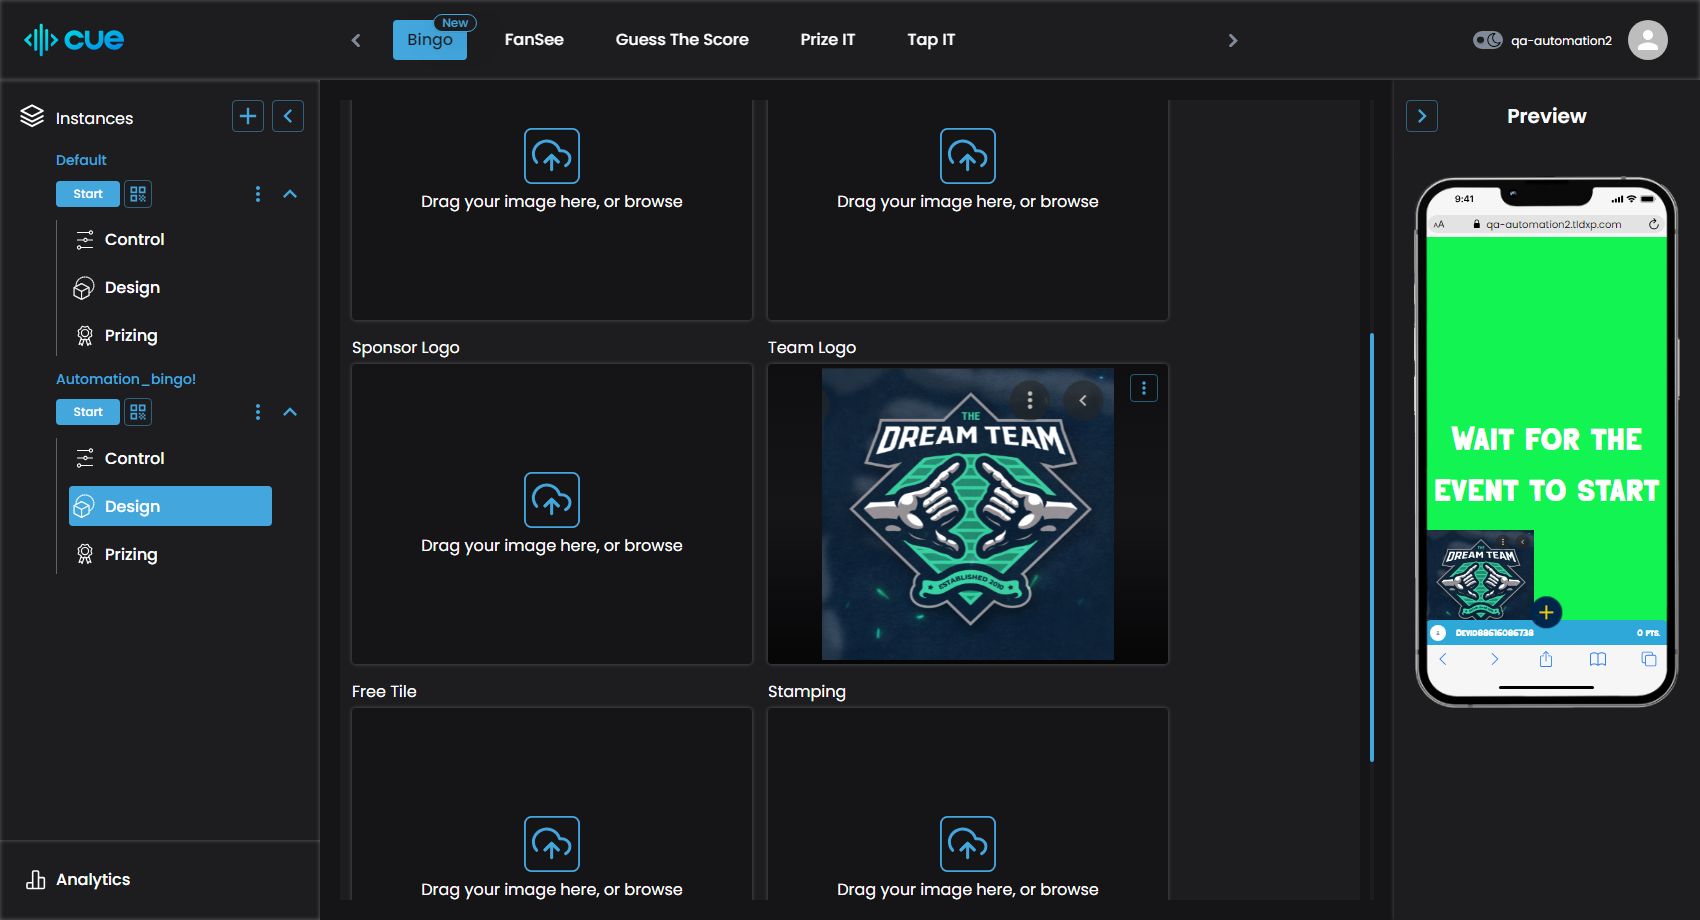 cue
Bingo
New
FanSee
Guess The Score
Prize IT
Tap IT
qa-automation2
Instances
Default
Start
Control
Design
Prizing
Automation_bingo!
Start
Control
Design
Prizing
Analytics
Drag your image here, or browse
Drag your image here, or browse
Sponsor Logo
Team Logo
Drag your image here, or browse
THE
DREAM TEAM
ESTABLISHED 2010
Free Tile
Stamping
Drag your image here, or browse
Drag your image here, or browse
Preview
9:41
AA
qa-automation2.tldxp.com
WAIT FOR THE
EVENT TO START
THE
DREAM TEAM
0 PTS.